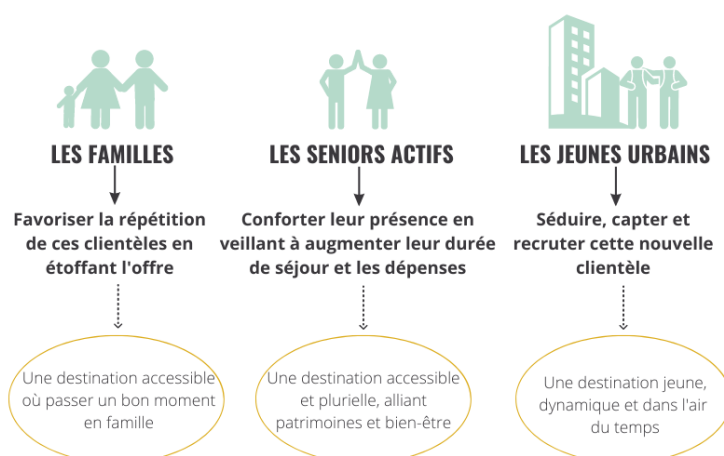 LES FAMILLES
Favoriser la répétition
de ces clientèles en
étoffant l'offre
Une destination accessible
où passer un bon moment
en famille
LES SENIORS ACTIFS
Conforter leur présence en
veillant à augmenter leur durée
de séjour et les dépenses
Une destination accessible
et plurielle, alliant
patrimoines et bien-être
LES JEUNES URBAINS
Séduire, capter et
recruter cette nouvelle
clientèle
Une destination jeune,
dynamique et dans l'air
du temps